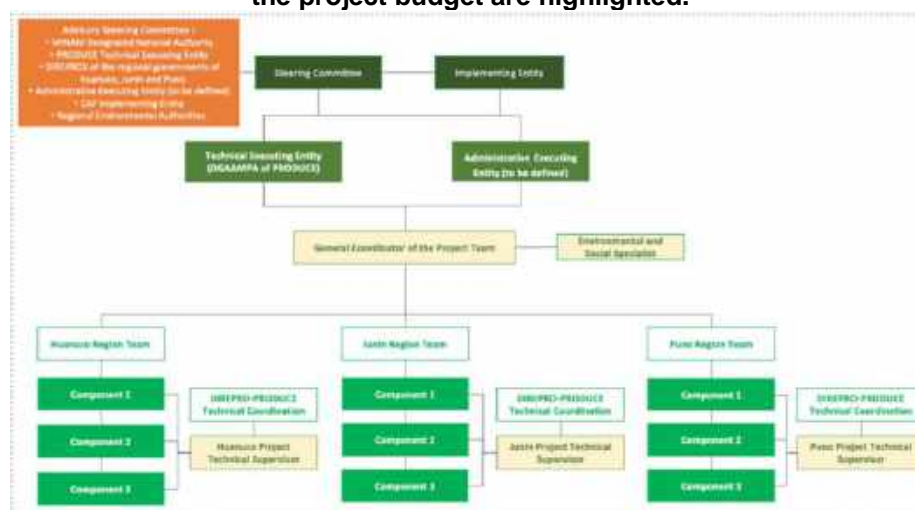 the project budget are highlighted.
Advisory Steering Committee :
• MINAM Designated National Authority
• PRODUCE Technical Executing Entity
• DIREPROS of the regional governments of
Huanuco, Junin and Puno
• Administrative Executing Entity (to be defined)
• CAF Implementing Entity
• Regional Environmental Authorities
Steering Committee
Implementing Entity
Technical Executing Entity
(DGAAMPA of PRODUCE)
Administrative Executing
Entity (to be defined)
General Coordinator of the Project Team
Environmental and
Social Specialist
Huanuco Region Team
Junin Region Team
Puno Region Team
Component 1
Component 2
Component 3
DIREPRO-PRODUCE
Technical Coordination
Huanuco Project
Technical Supervisor
Component 1
Component 2
Component 3
DIREPRO-PRODUCE
Technical Coordination
Junin Project Technical
Supervisor
Component 1
Component 2
Component 3
DIREPRO-PRODUCE
Technical Coordination
Puno Project Technical
Supervisor